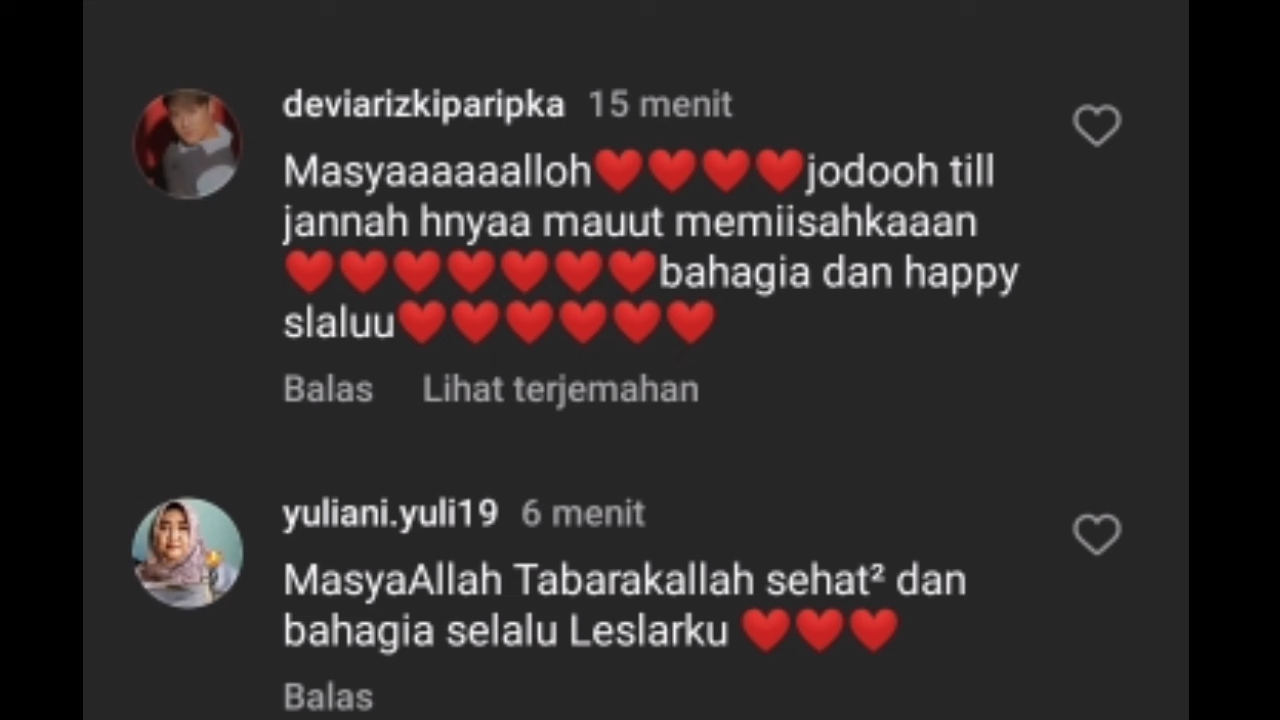 deviarizkiparipka 15 menit
Masyaaaaaalloh❤️❤️❤️❤️jodooh till
jannah hnyaa mauut memiisahkaaan
❤️❤️❤️❤️❤️❤️❤️bahagia dan happy
slaluu❤️❤️❤️❤️❤️❤️
Balas Lihat terjemahan
yuliani.yuli19 6 menit
MasyaAllah Tabarakallah sehat² dan
bahagia selalu Leslarku ❤️❤️❤️
Balas